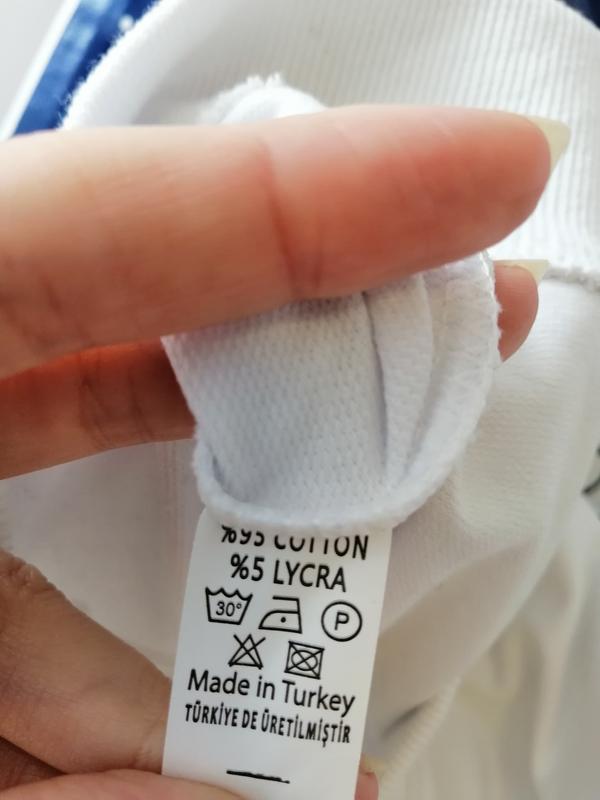 %95 COTTON
%5 LYCRA
30°
P
Made in Turkey
TÜRKİYE DE ÜRETİLMİŞTİR